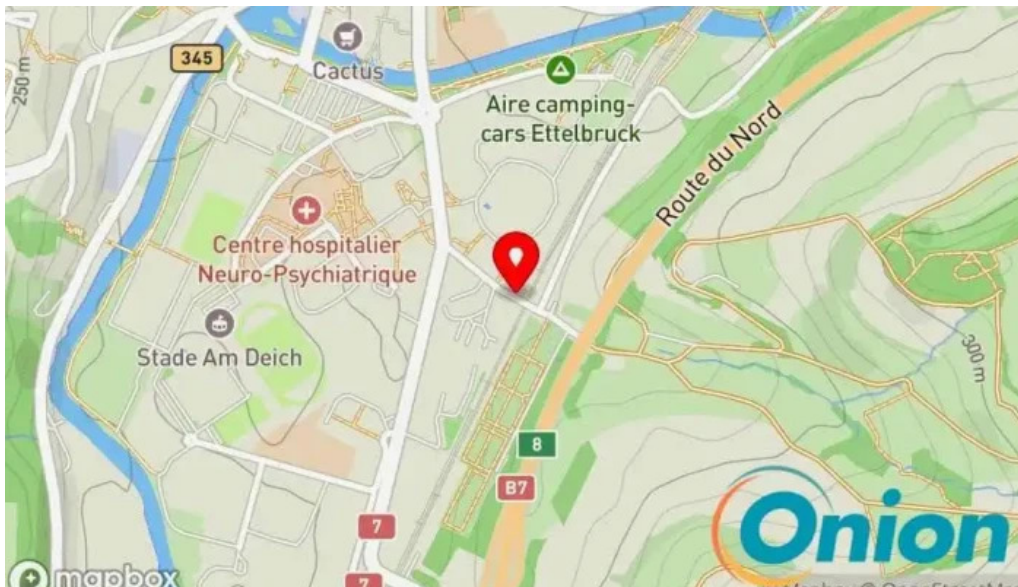 345
250 m
Cactus
Aire camping-
cars Ettelbruck
Route du Nord
Centre hospitalier
Neuro-Psychiatrique
Stade Am Deich
300 m
8
B7
7
7
Onion
mapbox